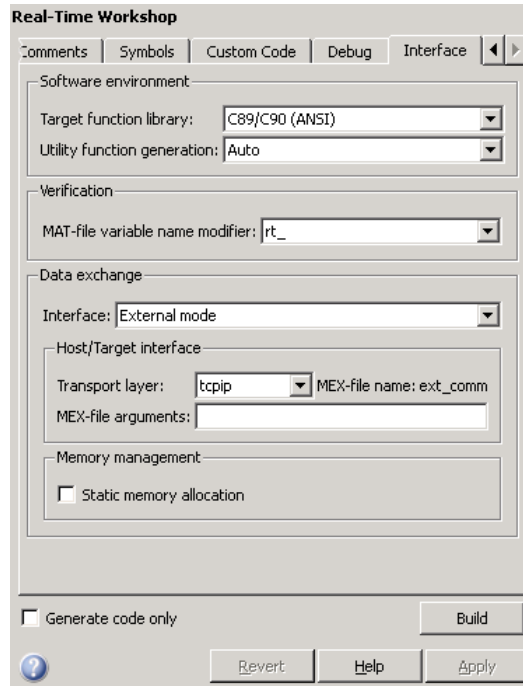 Real-Time Workshop
Comments Symbols Custom Code Debug Interface
Software environment
Target function library: C89/C90 (ANSI)
Utility function generation: Auto
Verification
MAT-file variable name modifier: rt_
Data exchange
Interface: External mode
Host/Target interface
Transport layer: tcpip MEX-file name: ext_comm
MEX-file arguments:
Memory management
Static memory allocation
Generate code only Build
Revert Help Apply